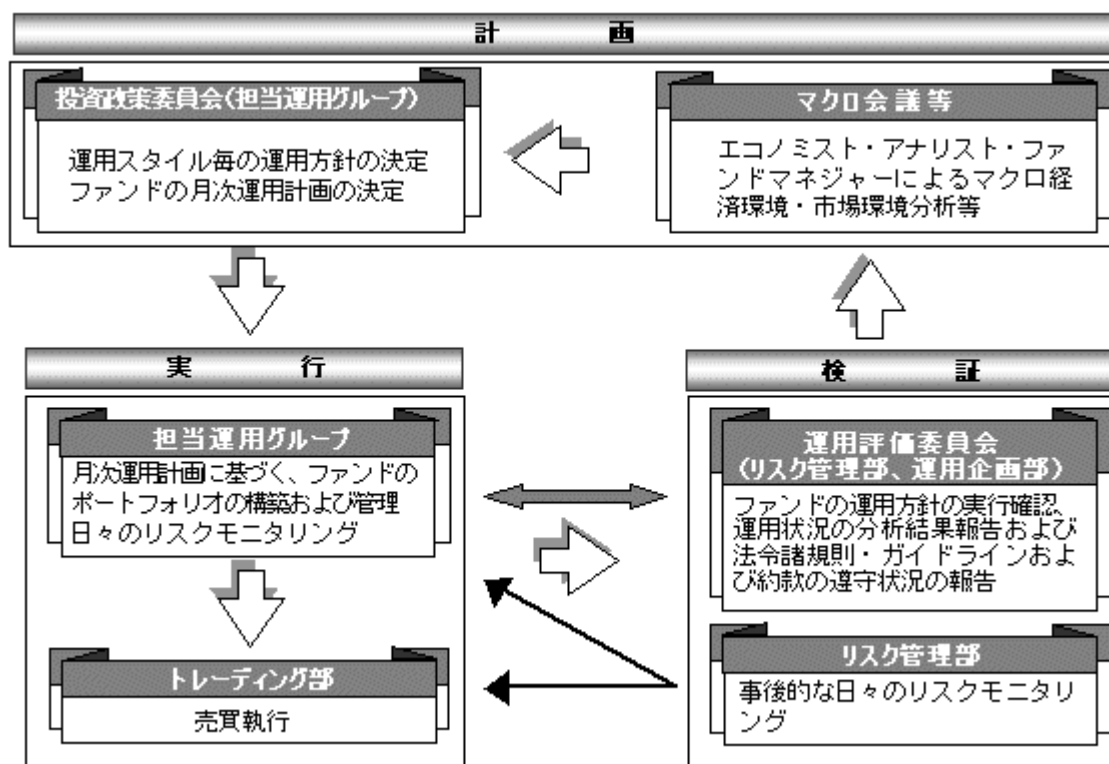 計 画
投資政策委員会(担当運用グループ)
運用スタイル毎の運用方針の決定
ファンドの月次運用計画の決定
マクロ会議等
エコノミスト・アナリスト・ファ
ンドマネジャーによるマクロ経
済環境・市場環境分析等
実 行
担当運用グループ
月次運用計画に基づく、ファンドの
ポートフォリオの構築および管理
日々のリスクモニタリング
トレーディング部
売買執行
検 証
運用評価委員会
(リスク管理部、運用企画部)
ファンドの運用方針の実行確認、
運用状況の分析結果報告および
法令諸規則・ガイドラインおよ
び約款の遵守状況の報告
リスク管理部
事後的な日々のリスクモニタリ
ング